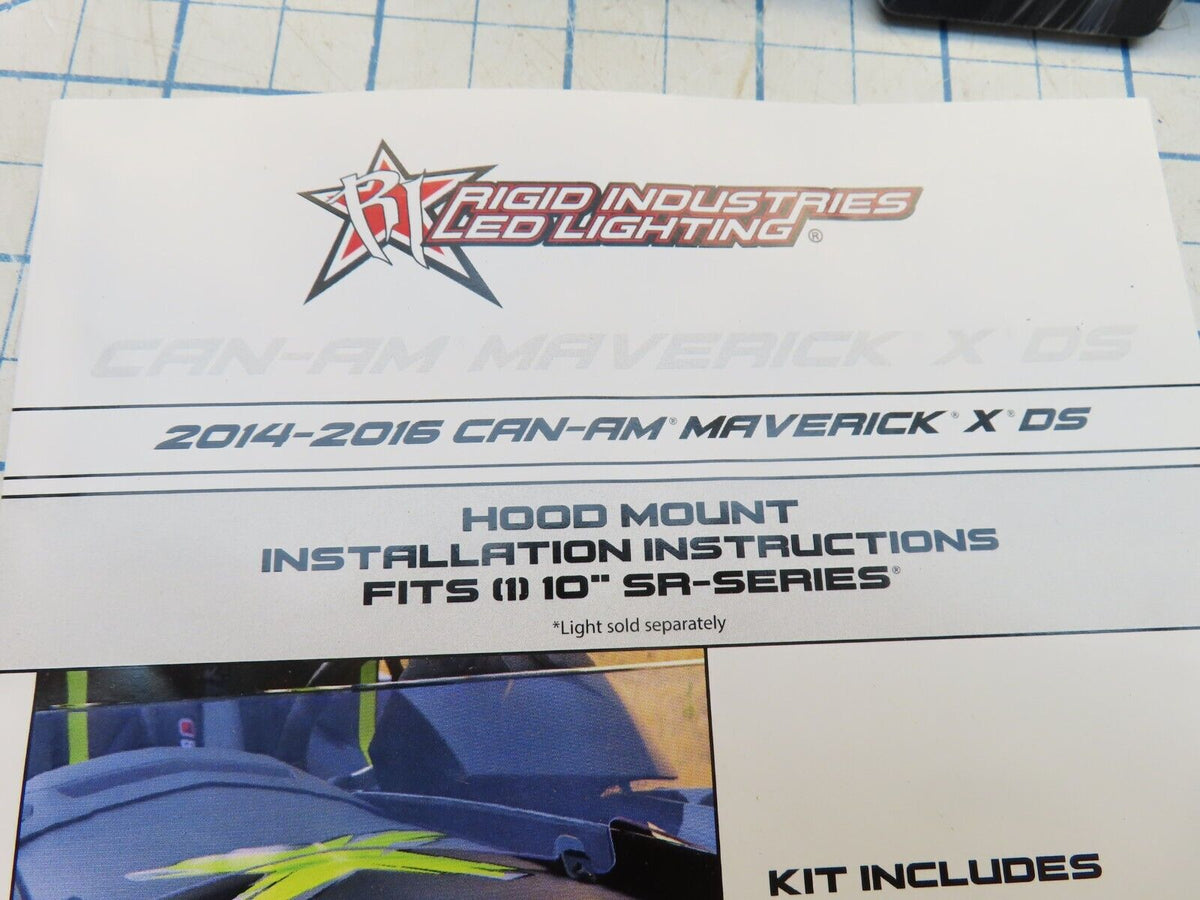 RI RIGID INDUSTRIES
LED LIGHTING®
CAN-AM® MAVERICK® X® DS
2014-2016 CAN-AM® MAVERICK® X® DS
HOOD MOUNT
INSTALLATION INSTRUCTIONS
FITS (1) 10" SR-SERIES®
*Light sold separately
KIT INCLUDES